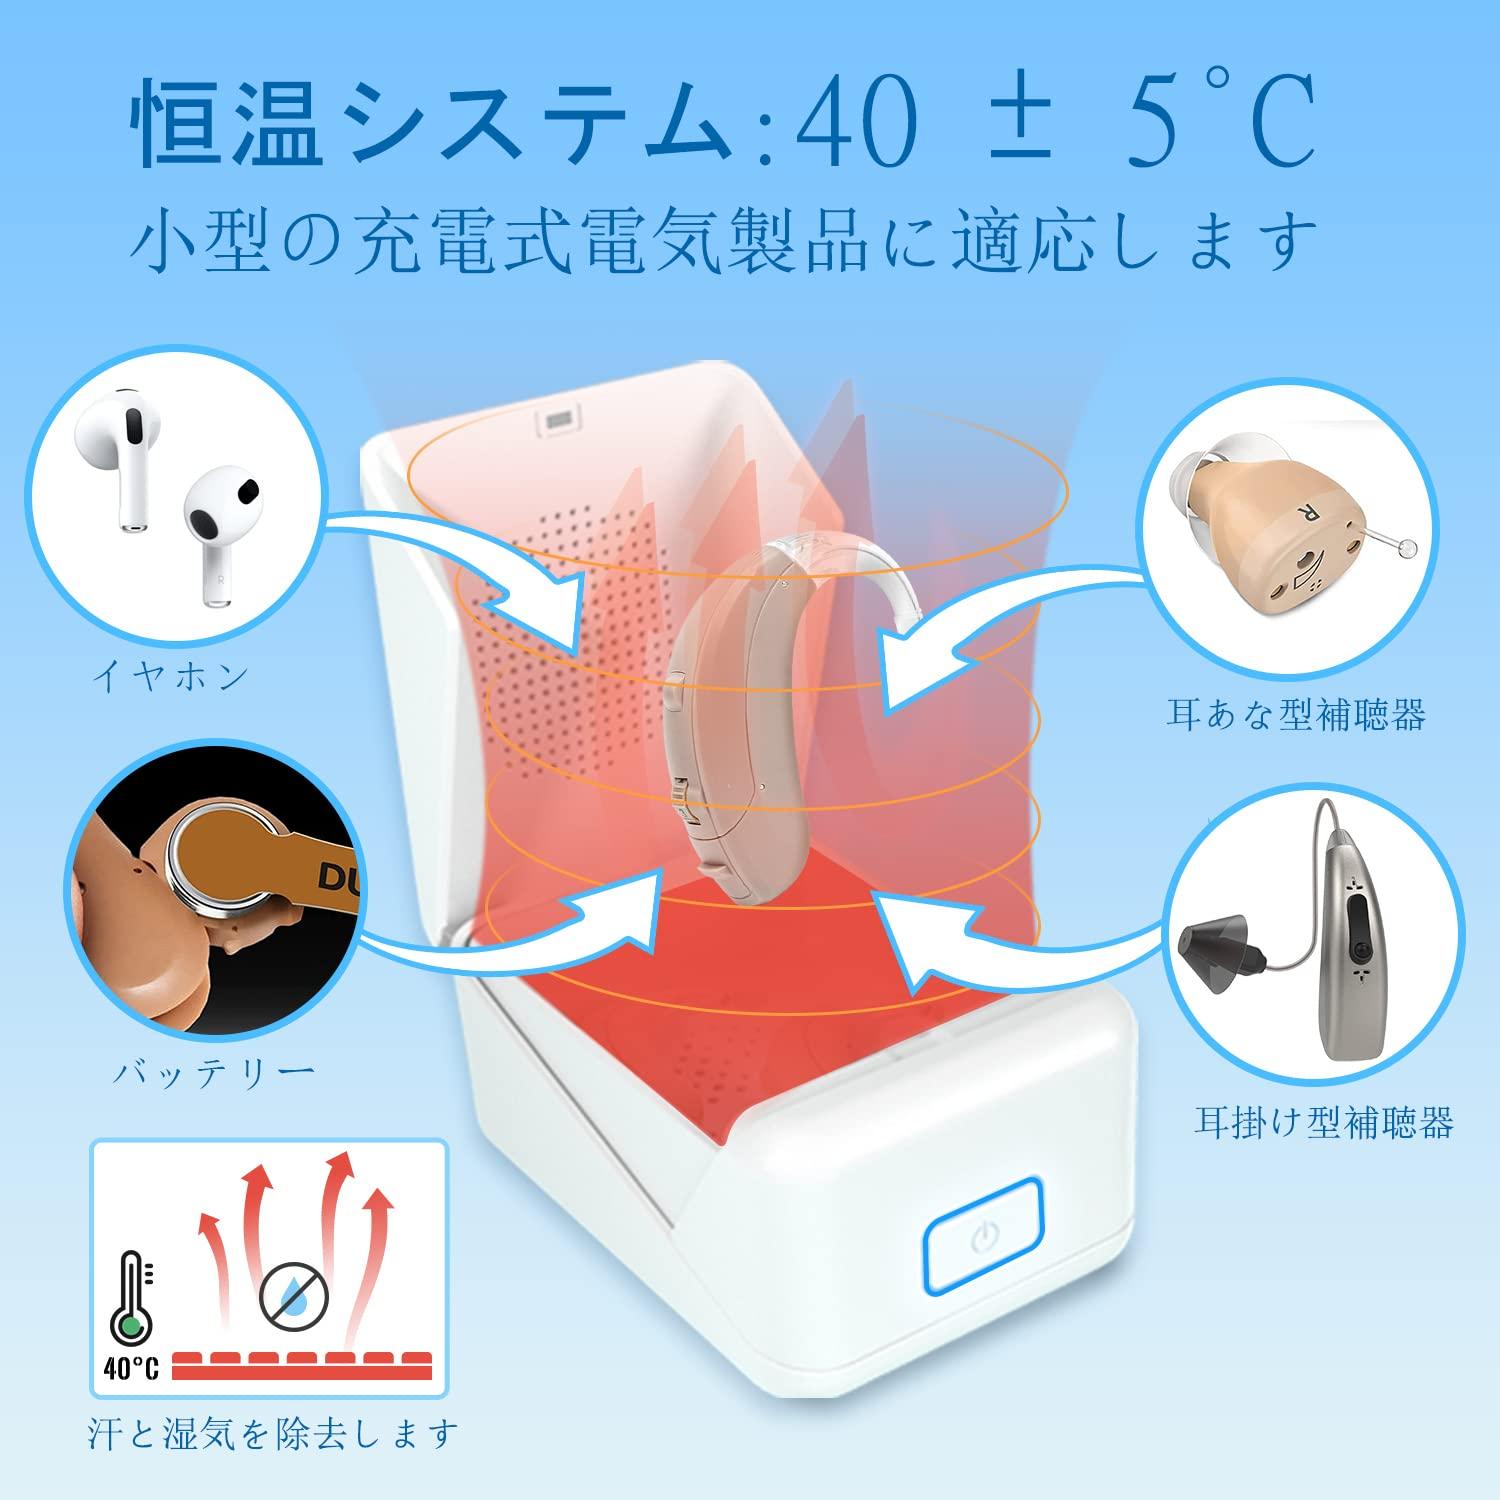 恒温システム:40 ± 5°C
小型の充電式電気製品に適応します
イヤホン
耳あな型補聴器
R
R
DU
バッテリー
耳掛け型補聴器
40°C
汗と湿気を除去します